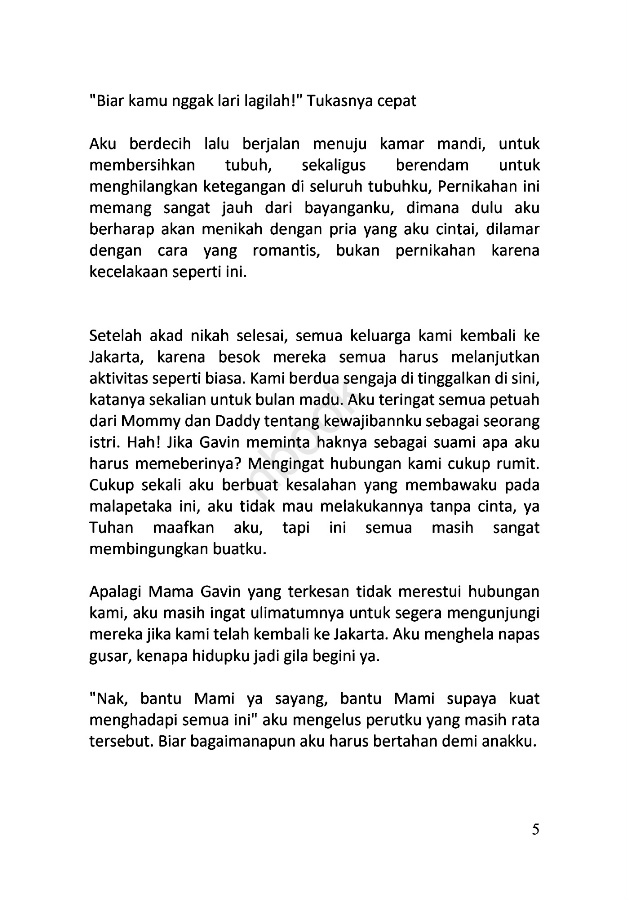 "Biar kamu nggak lari lagilah!" Tukasnya cepat
Aku berdecih lalu berjalan menuju kamar mandi, untuk
membersihkan tubuh, sekaligus berendam untuk
menghilangkan ketegangan di seluruh tubuhku, Pernikahan ini
memang sangat jauh dari bayanganku, dimana dulu aku
berharap akan menikah dengan pria yang aku cintai, dilamar
dengan cara yang romantis, bukan pernikahan karena
kecelakaan seperti ini.
Setelah akad nikah selesai, semua keluarga kami kembali ke
Jakarta, karena besok mereka semua harus melanjutkan
aktivitas seperti biasa. Kami berdua sengaja di tinggalkan di sini,
katanya sekalian untuk bulan madu. Aku teringat semua petuah
dari Mommy dan Daddy tentang kewajibannku sebagai seorang
istri. Hah! Jika Gavin meminta haknya sebagai suami apa aku
harus memeberinya? Mengingat hubungan kami cukup rumit.
Cukup sekali aku berbuat kesalahan yang membawaku pada
malapetaka ini, aku tidak mau melakukannya tanpa cinta, ya
Tuhan maafkan aku, tapi ini semua masih sangat
membingungkan buatku.
Apalagi Mama Gavin yang terkesan tidak merestui hubungan
kami, aku masih ingat ulimatumnya untuk segera mengunjungi
mereka jika kami telah kembali ke Jakarta. Aku menghela napas
gusar, kenapa hidupku jadi gila begini ya.
"Nak, bantu Mami ya sayang, bantu Mami supaya kuat
menghadapi semua ini" aku mengelus perutku yang masih rata
tersebut. Biar bagaimanapun aku harus bertahan demi anakku.
5